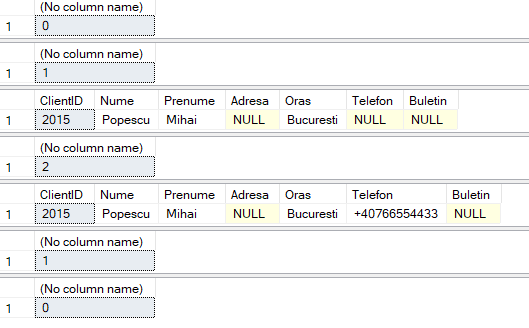 (No column name)
1 0
(No column name)
1 1
ClientID Nume Prenume Adresa Oras Telefon Buletin
1 2015 Popescu Mihai NULL Bucuresti NULL NULL
(No column name)
1 2
ClientID Nume Prenume Adresa Oras Telefon Buletin
1 2015 Popescu Mihai NULL Bucuresti +40766554433 NULL
(No column name)
1 1
(No column name)
1 0